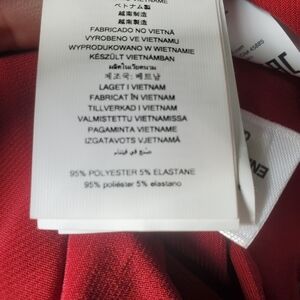 ベトナム製
越南制造
越南製造
FABRICADO NO VIETNÃ
VYROBENO VE VIETNAMU
WYPRODUKOWANO W WIETNAMIE
KÉSZÜLT VIETNÁMBAN
ผลิตในเวียดนาม
제조국: 베트남
LAGET I VIETNAM
FABRICAT ÎN VIETNAM
TILLVERKAD I VIETNAM
VALMISTETTU VIETNAMISSA
PAGAMINTA VIETNAME
IZGATAVOTS VJETNAMĀ
صنع في فيتنام
95% POLYESTER 5% ELASTANE
95% poliéster 5% elastano